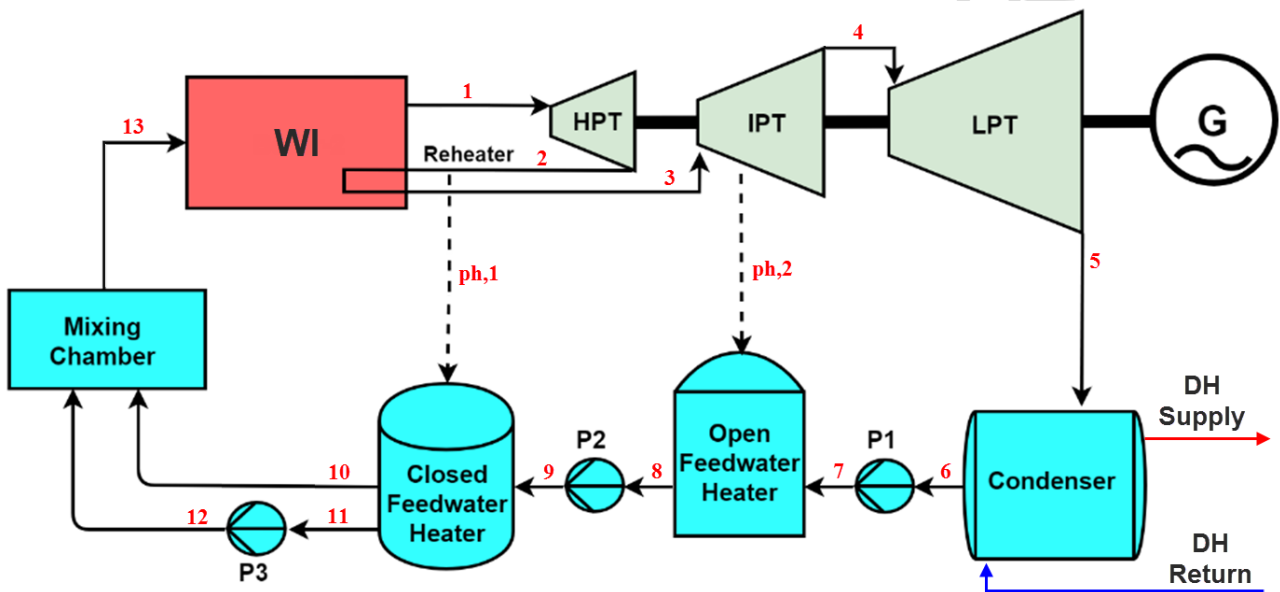 4
1
HPT
IPT
LPT
G
13
WI
Reheater
2
3
ph,1
ph,2
5
Mixing
Chamber
DH
Supply
P2
Open
Feedwater
Heater
P1
Closed
Feedwater
Heater
10
9
8
7
6
Condenser
12
11
P3
DH
Return